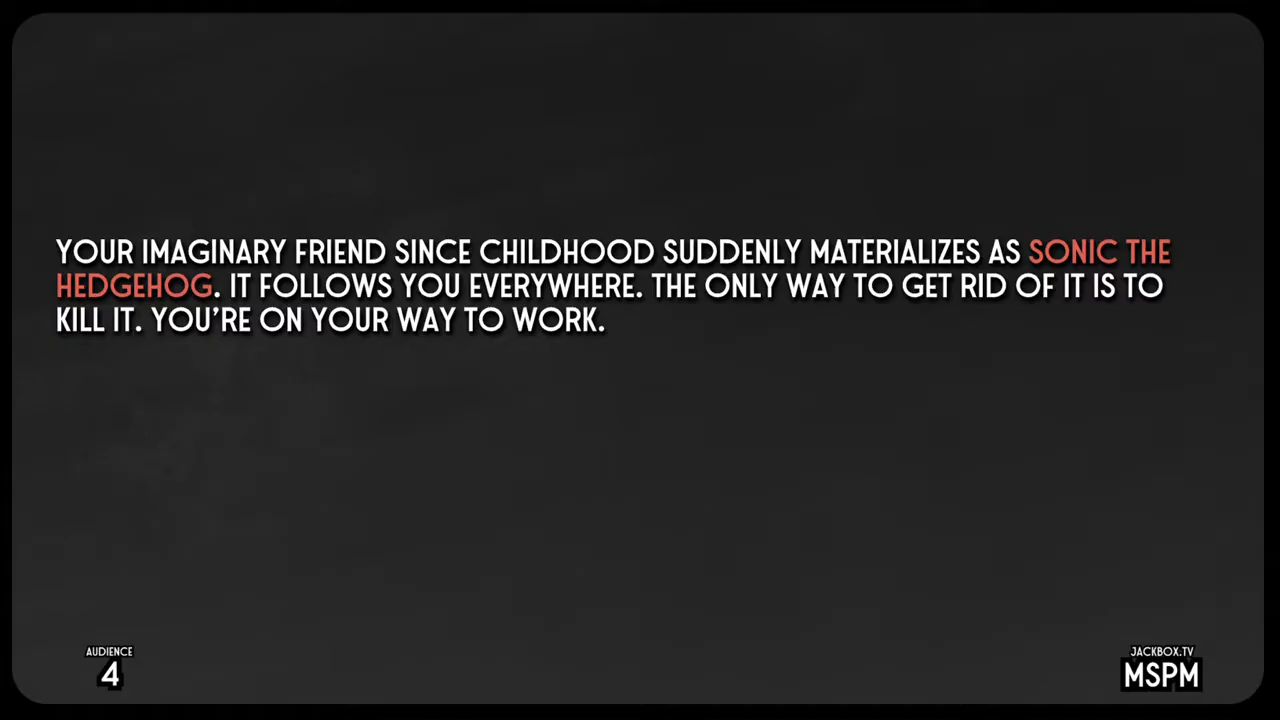 YOUR IMAGINARY FRIEND SINCE CHILDHOOD SUDDENLY MATERIALIZES AS SONIC THE
HEDGEHOG. IT FOLLOWS YOU EVERYWHERE. THE ONLY WAY TO GET RID OF IT IS TO
KILL IT. YOU'RE ON YOUR WAY TO WORK.
AUDIENCE
4
JACKBOX.TV
MSPM